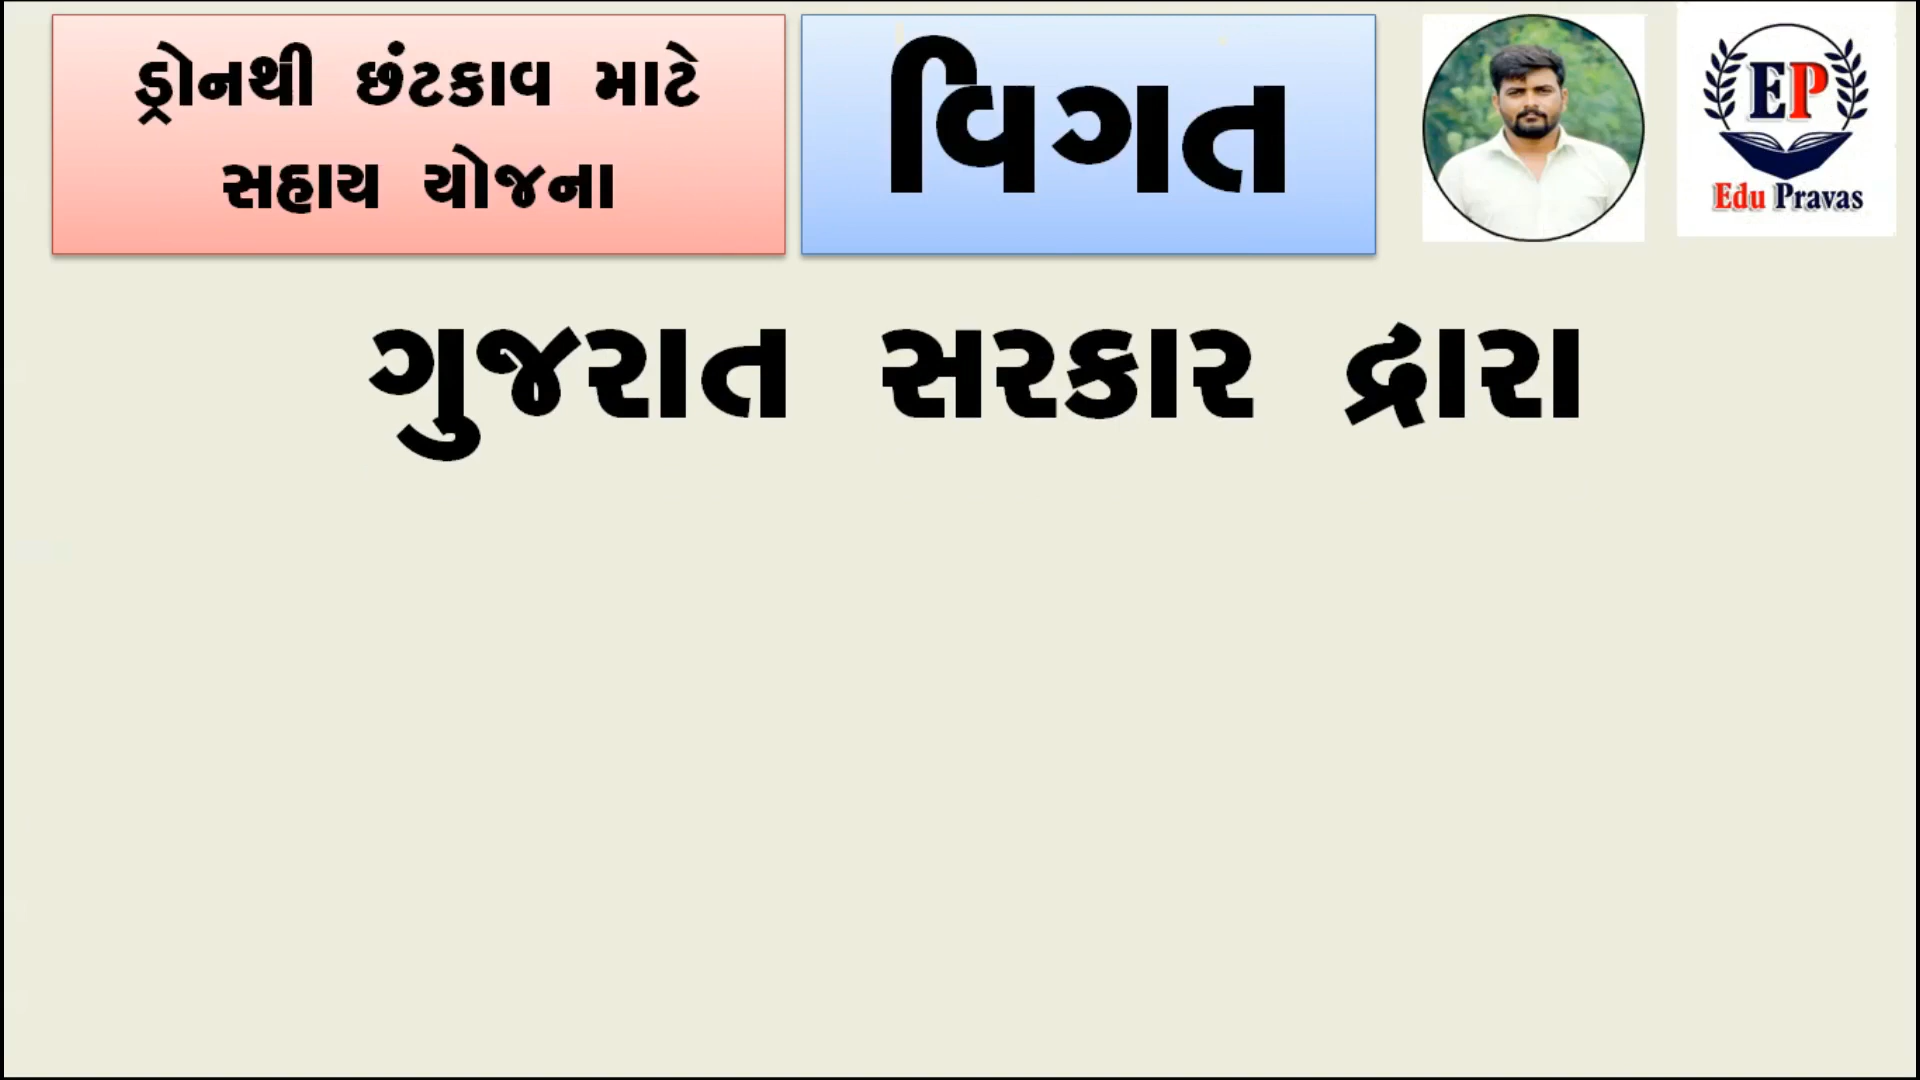 ડ્રોનથી છંટકાવ માટે
સહાય યોજના
વિગત
EP
Edu Pravas
ગુજરાત સરકાર દ્વારા